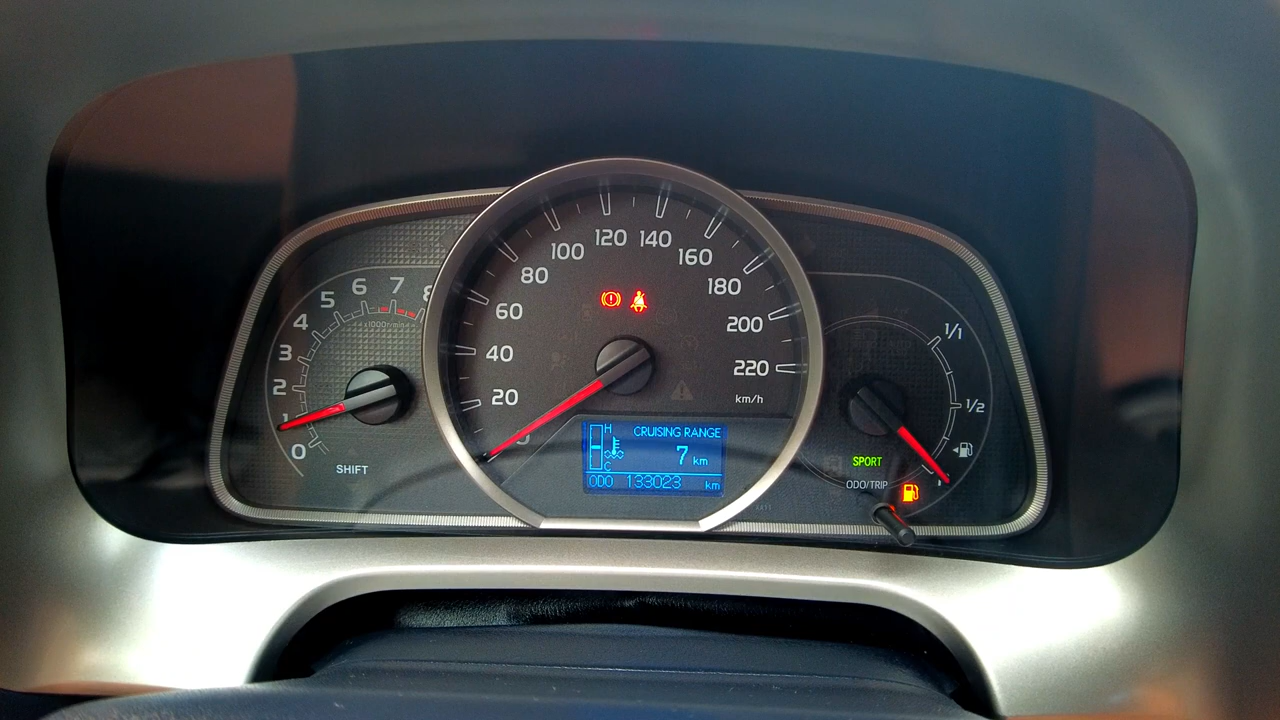 0
1
2
3
4
5
6
7
8
x1000r/min
SHIFT
0
20
40
60
80
100
120
140
160
180
200
220
km/h
H
C
CRUISING RANGE
7 km
ODO 133023 km
1/1
1/2
SPORT
ODO/TRIP